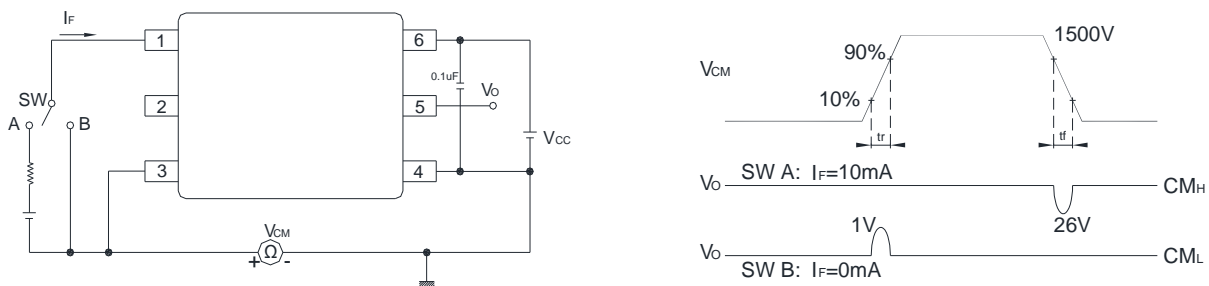 IF
1
2
3
6
5
4
0.1uF
VO
VCC
SW
A
B
VCM
+ Ω -
VCM
1500V
90%
10%
tr
tf
VO
SW A: IF=10mA
CMH
26V
1V
VO
SW B: IF=0mA
CML